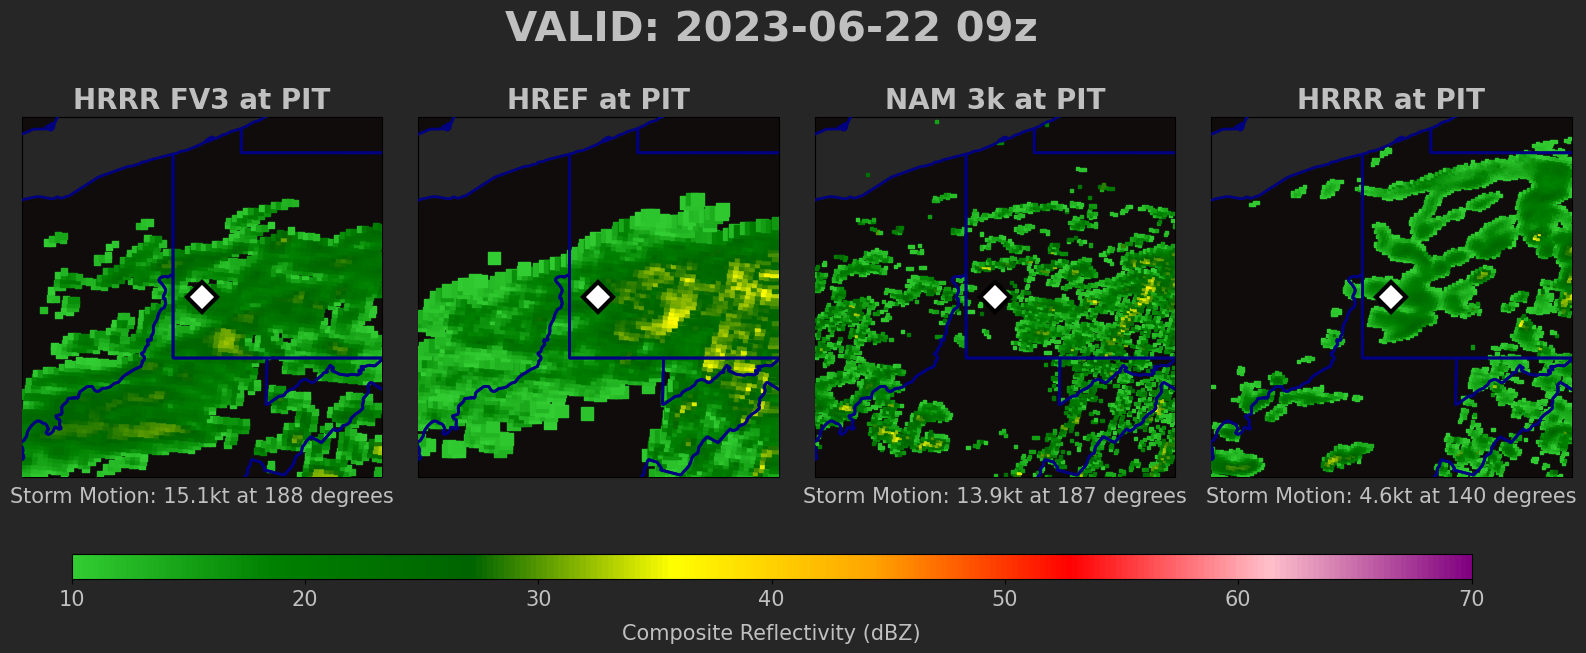 VALID: 2023-06-22 09z
HRRR FV3 at PIT
HREF at PIT
NAM 3k at PIT
HRRR at PIT
Storm Motion: 15.1kt at 188 degrees
Storm Motion: 13.9kt at 187 degrees
Storm Motion: 4.6kt at 140 degrees
10 20 30 40 50 60 70
Composite Reflectivity (dBZ)